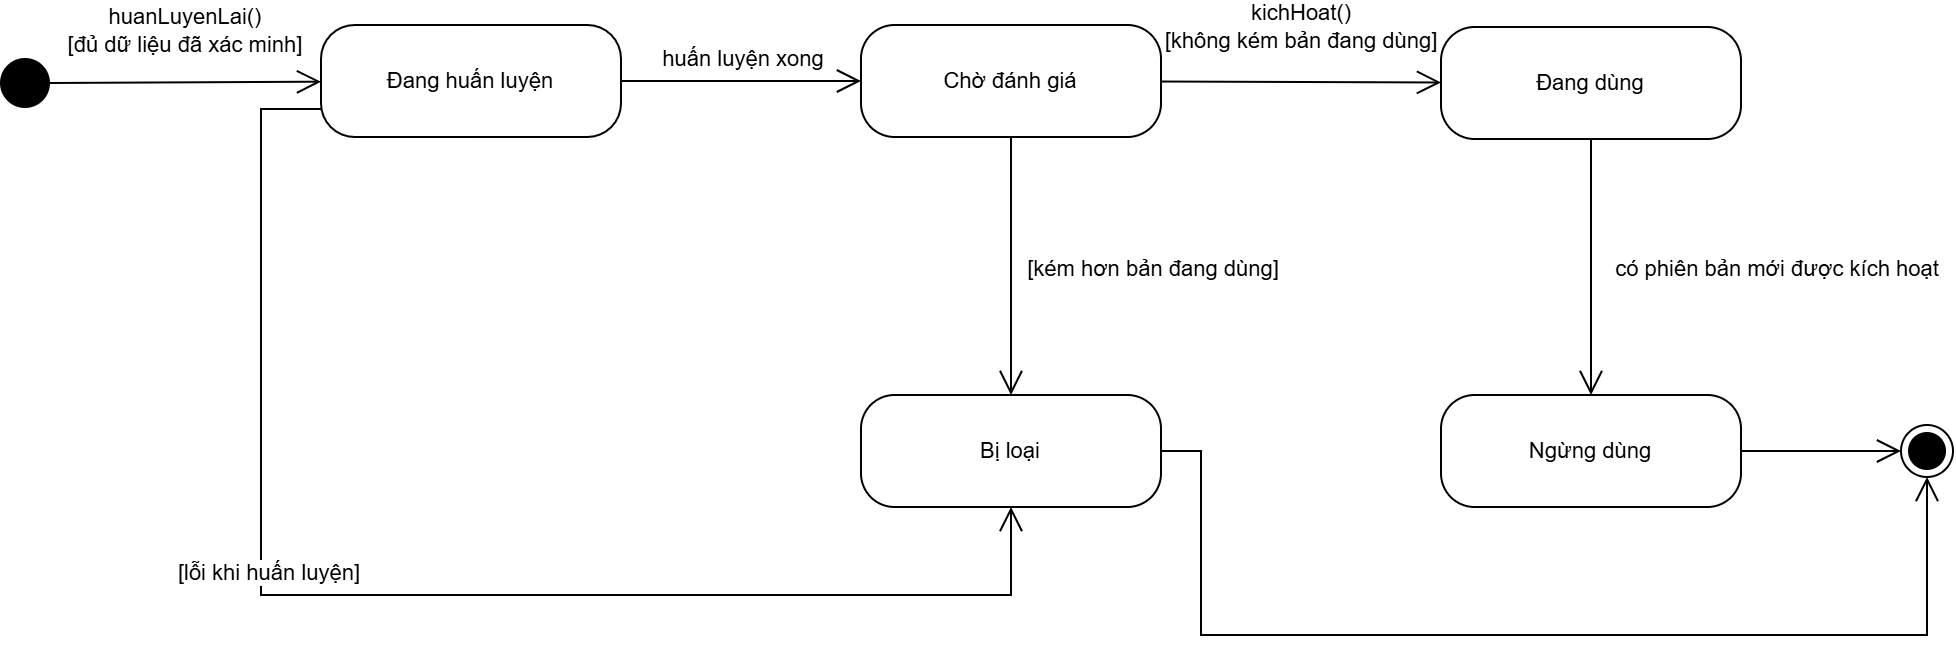 huanLuyenLai()
[đủ dữ liệu đã xác minh]
Đang huấn luyện
huấn luyện xong
Chờ đánh giá
kichHoat()
[không kém bản đang dùng]
Đang dùng
[kém hơn bản đang dùng]
có phiên bản mới được kích hoạt
Bị loại
Ngừng dùng
[lỗi khi huấn luyện]